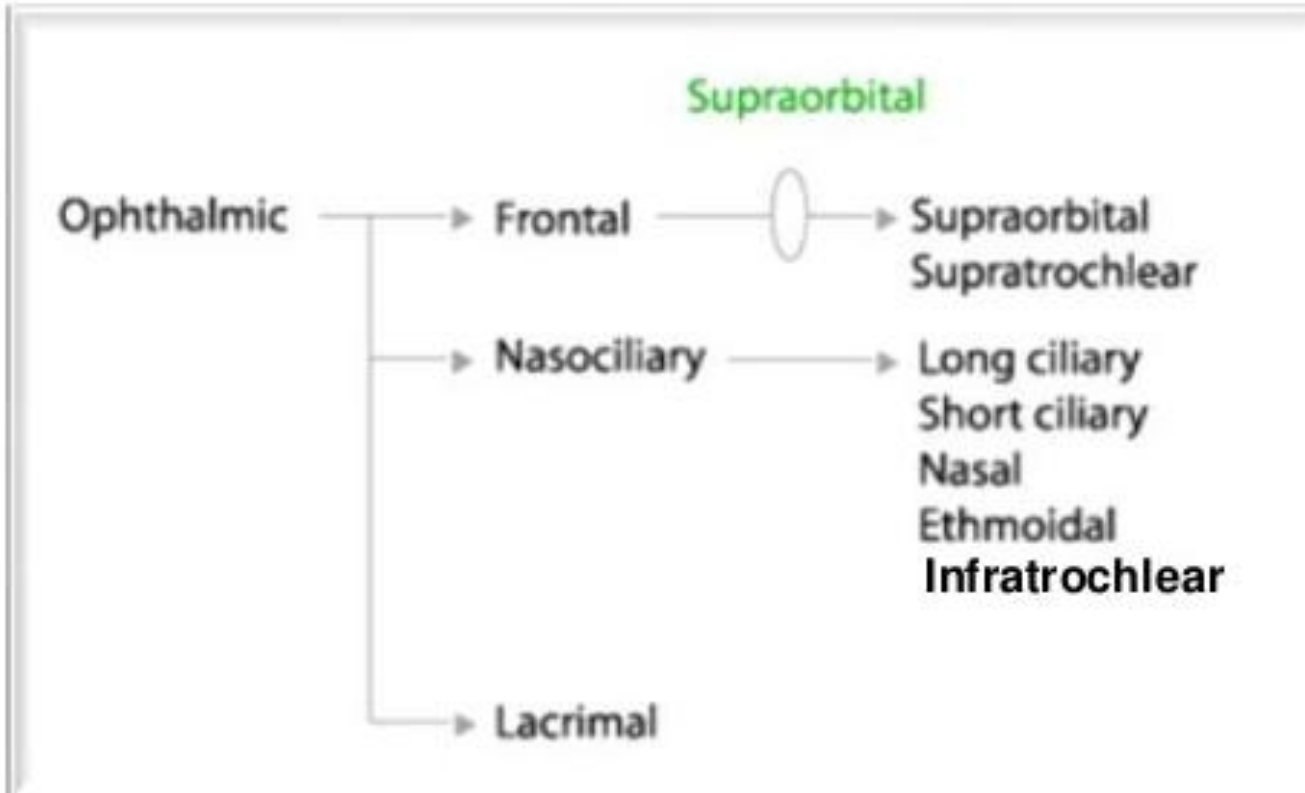 Supraorbital
Ophthalmic Frontal Supraorbital
Supratrochlear
Nasociliary Long ciliary
Short ciliary
Nasal
Ethmoidal
Infratrochlear
Lacrimal